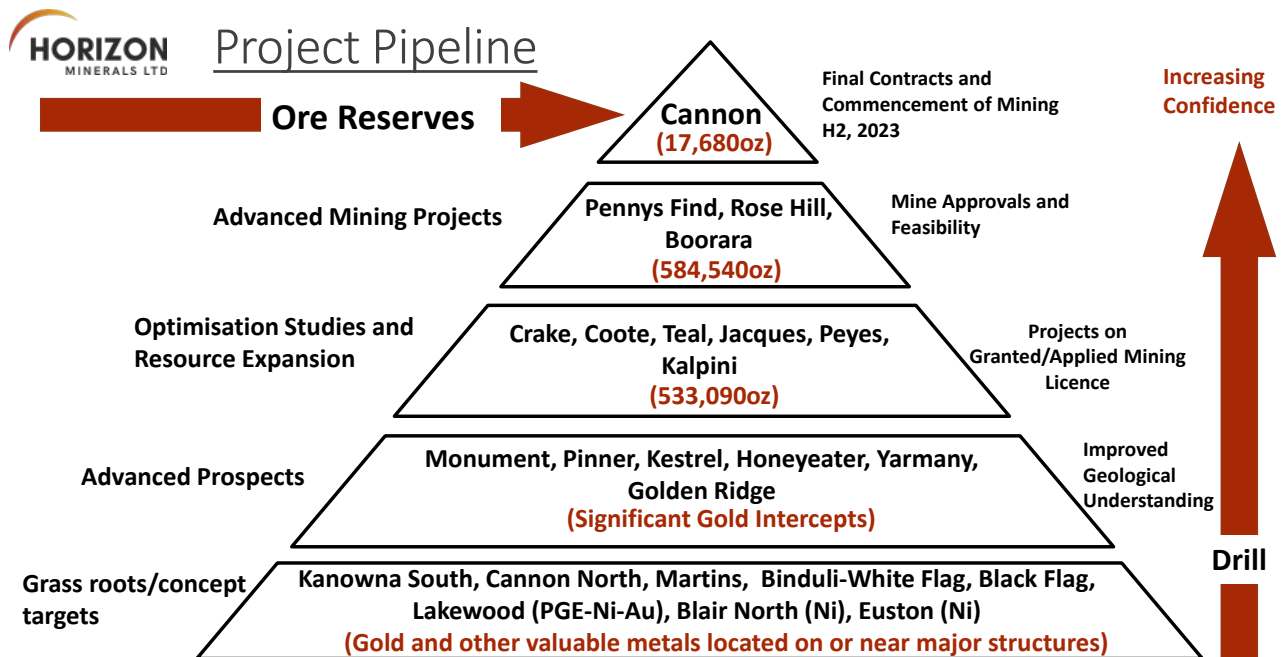 HORIZON
MINERALS LTD
Project Pipeline
Ore Reserves
Cannon
(17,680oz)
Final Contracts and
Commencement of Mining
H2, 2023
Increasing
Confidence
Advanced Mining Projects
Pennys Find, Rose Hill,
Boorara
(584,540oz)
Mine Approvals and
Feasibility
Optimisation Studies and
Resource Expansion
Crake, Coote, Teal, Jacques, Peyes,
Kalpini
(533,090oz)
Projects on
Granted/Applied Mining
Licence
Advanced Prospects
Monument, Pinner, Kestrel, Honeyeater, Yarmany,
Golden Ridge
(Significant Gold Intercepts)
Improved
Geological
Understanding
Drill
Grass roots/concept
targets
Kanowna South, Cannon North, Martins, Binduli-White Flag, Black Flag,
Lakewood (PGE-Ni-Au), Blair North (Ni), Euston (Ni)
(Gold and other valuable metals located on or near major structures)